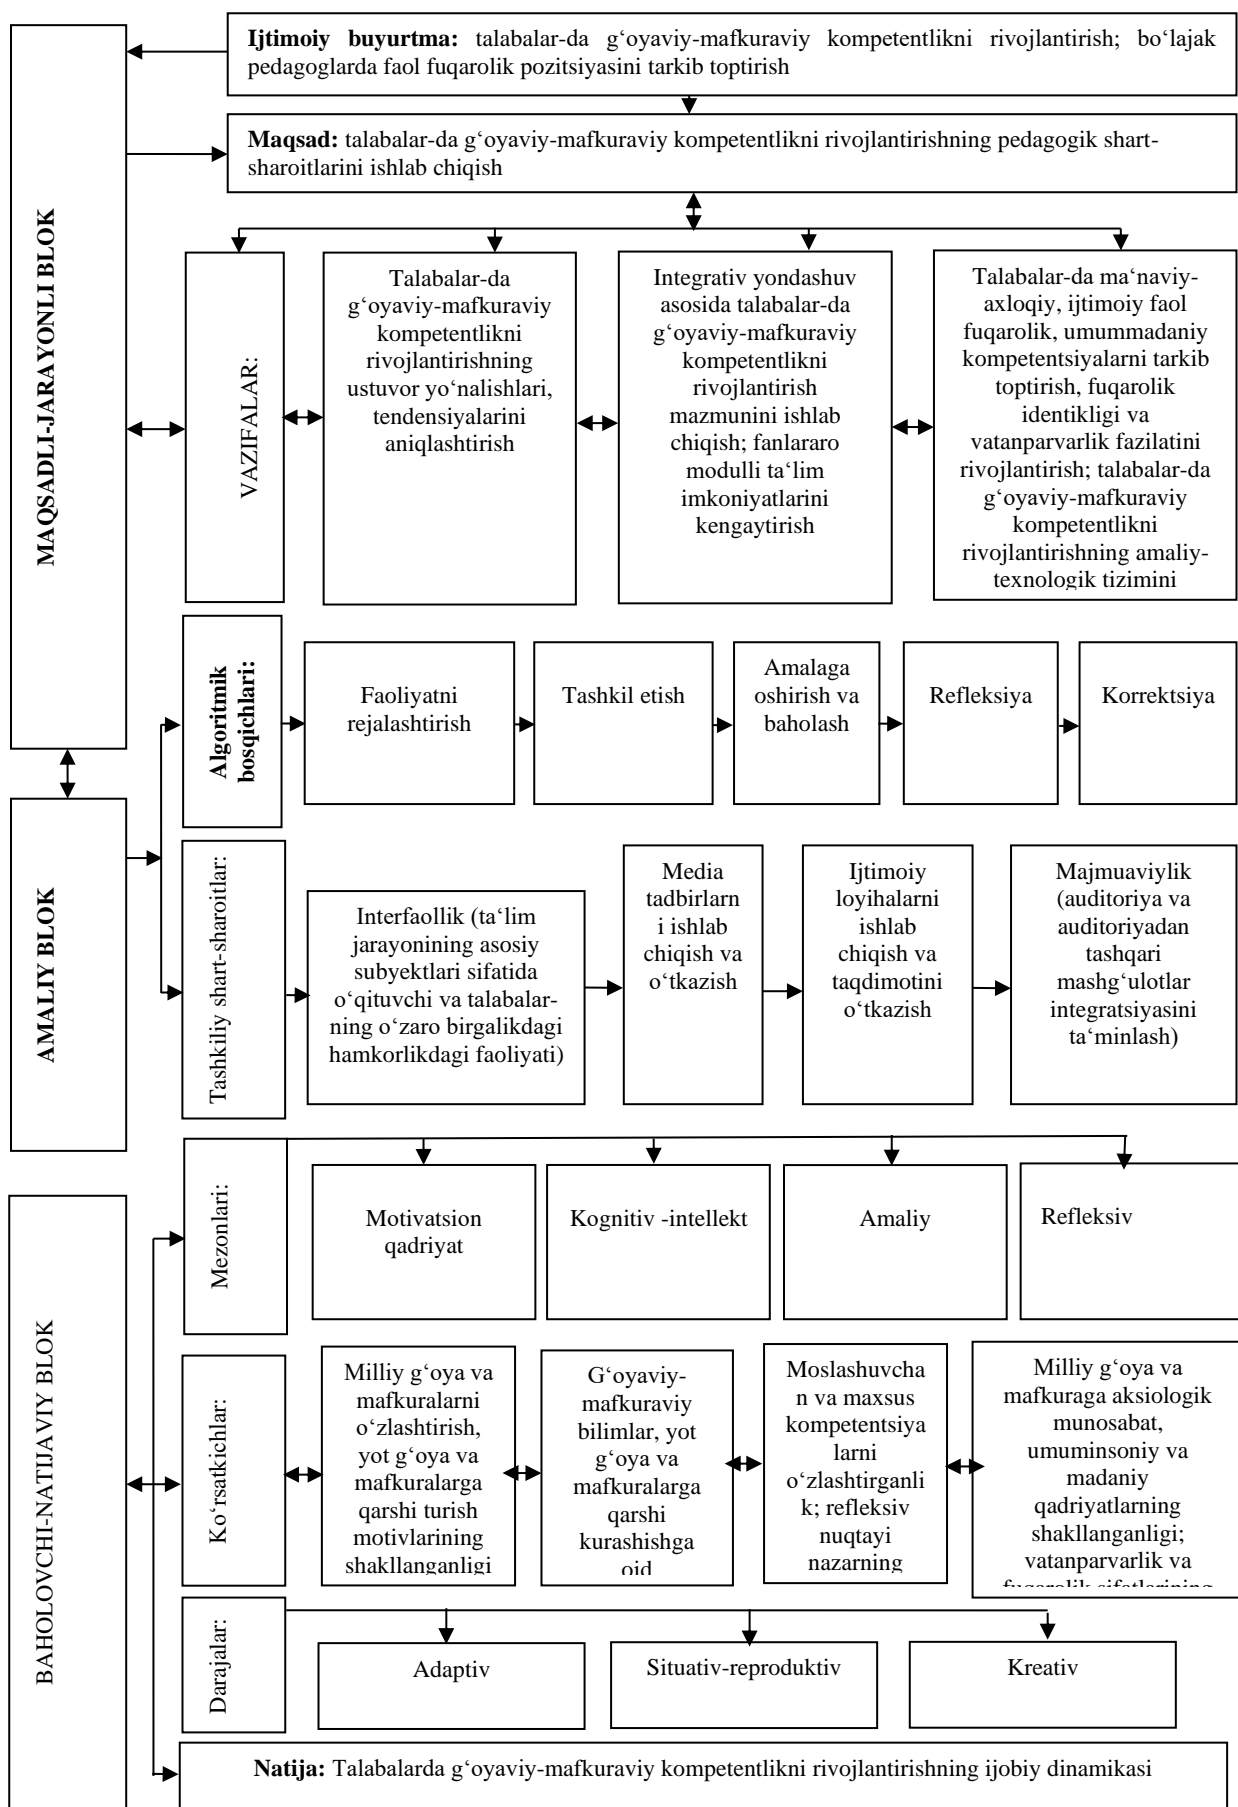 Ijtimoiy buyurtma: talabalar-da g‘oyaviy-mafkuraviy kompetentlikni rivojlantirish; bo‘lajak
pedagoglarda faol fuqarolik pozitsiyasini tarkib toptirish
Maqsad: talabalar-da g‘oyaviy-mafkuraviy kompetentlikni rivojlantirishning pedagogik shart-
sharoitlarini ishlab chiqish
MAQSADLI-JARAYONLI BLOK
VAZIFALAR:
Talabalar-da
g‘oyaviy-mafkuraviy
kompetentlikni
rivojlantirishning
ustuvor yo‘nalishlari,
tendensiyalarini
aniqlashtirish
Integrativ yondashuv
asosida talabalar-da
g‘oyaviy-mafkuraviy
kompetentlikni
rivojlantirish
mazmunini ishlab
chiqish; fanlararo
modulli ta‘lim
imkoniyatlarini
kengaytirish
Talabalar-da ma‘naviy-
axloqiy, ijtimoiy faol
fuqarolik, umummadaniy
kompetentsiyalarni tarkib
toptirish, fuqarolik
identikligi va
vatanparvarlik fazilatini
rivojlantirish; talabalar-da
g‘oyaviy-mafkuraviy
kompetentlikni
rivojlantirishning amaliy-
texnologik tizimini
AMALIY BLOK
Algoritmik
bosqichlari:
Faoliyatni
rejalashtirish
Tashkil etish
Amalaga
oshirish va
baholash
Refleksiya
Korrektsiya
Tashkiliy shart-sharoitlar:
Interfaollik (ta‘lim
jarayonining asosiy
subyektlari sifatida
o‘qituvchi va talabalar-
ning o‘zaro birgalikdagi
hamkorlikdagi faoliyati)
Media
tadbirlarn
i ishlab
chiqish va
o‘tkazish
Ijtimoiy
loyihalarni
ishlab
chiqish va
taqdimotini
o‘tkazish
Majmuaviylik
(auditoriya va
auditoriyadan
tashqari
mashg‘ulotlar
integratsiyasini
ta‘minlash)
BAHOLOVCHI-NATIJAVIY BLOK
Mezonlari:
Motivatsion
qadriyat
Kognitiv -intellekt
Amaliy
Refleksiv
Ko‘rsatkichlar:
Milliy g‘oya va
mafkuralarni
o‘zlashtirish,
yot g‘oya va
mafkuralarga
qarshi turish
motivlarining
shakllanganligi
G‘oyaviy-
mafkuraviy
bilimlar, yot
g‘oya va
mafkuralarga
qarshi
kurashishga
oid
Moslashuvcha
n va maxsus
kompetentsiya
larni
o‘zlashtirganli
k; refleksiv
nuqtayi
nazarning
Milliy g‘oya va
mafkuraga aksiologik
munosabat,
umuminsoniy va
madaniy
qadriyatlarning
shakllanganligi;
vatanparvarlik va
fuqarolik sifatlarining
Darajalar:
Adaptiv
Situativ-reproduktiv
Kreativ
Natija: Talabalarda g‘oyaviy-mafkuraviy kompetentlikni rivojlantirishning ijobiy dinamikasi